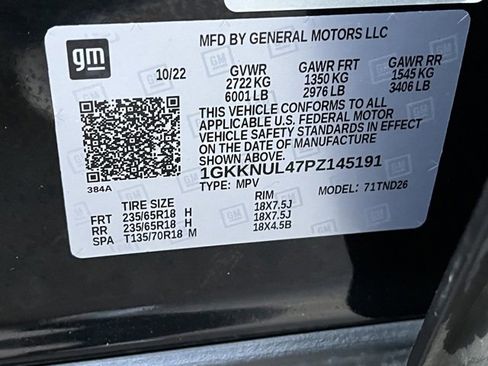 gm
MFD BY GENERAL MOTORS LLC
10/22 GVWR GAWR FRT GAWR RR
2722 KG 1350 KG 1545 KG
6001 LB 2976 LB 3406 LB
THIS VEHICLE CONFORMS TO ALL
APPLICABLE U.S. FEDERAL MOTOR
VEHICLE SAFETY STANDARDS IN EFFECT
ON THE DATE OF MANUFACTURE
SHOWN ABOVE.
384A
1GKKNUL47PZ145191
TYPE: MPV MODEL: 71TND26
TIRE SIZE RIM
FRT 235/65R18 H 18X7.5J
RR 235/65R18 H 18X7.5J
SPA T135/70R18 M 18X4.5B